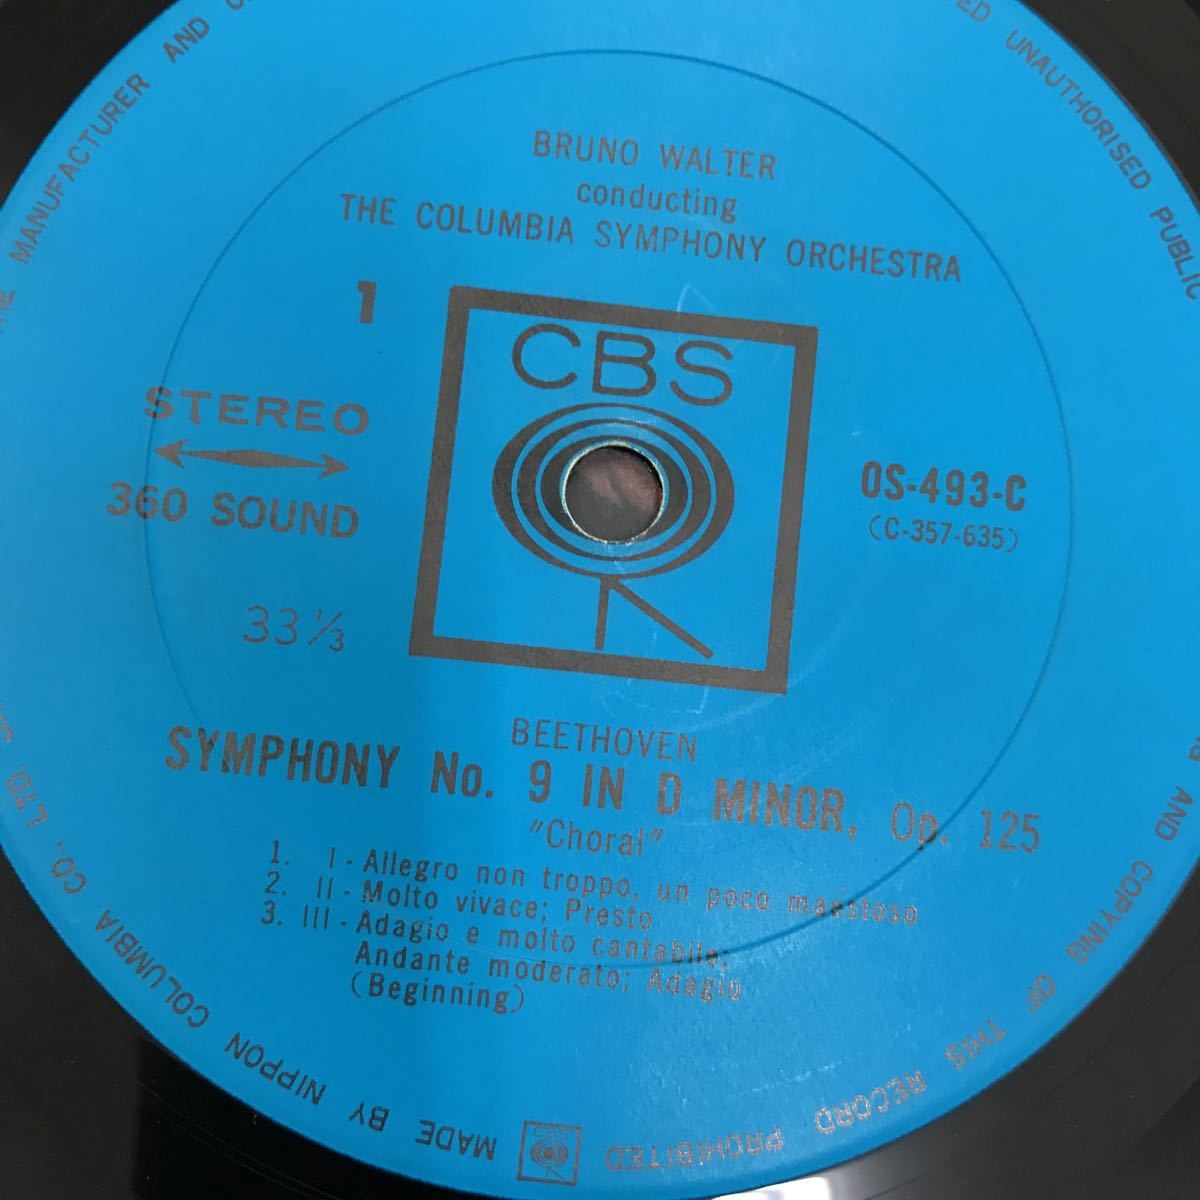 BRUNO WALTER
conducting
THE COLUMBIA SYMPHONY ORCHESTRA
1
CBS
STEREO
360 SOUND
OS-493-C
(C-357-635)
33⅓
BEETHOVEN
SYMPHONY No. 9 IN D MINOR, Op. 125
"Choral"
1. I - Allegro non troppo, un poco maestoso
2. II - Molto vivace; Presto
3. III - Adagio e molto cantabile;
Andante moderato; Adagio
(Beginning)
MANUFACTURER AND
UNAUTHORISED PUBLIC
AND COPYING OF THIS RECORD PROHIBITED.
CBS
MADE BY NIPPON COLUMBIA CO., LTD.